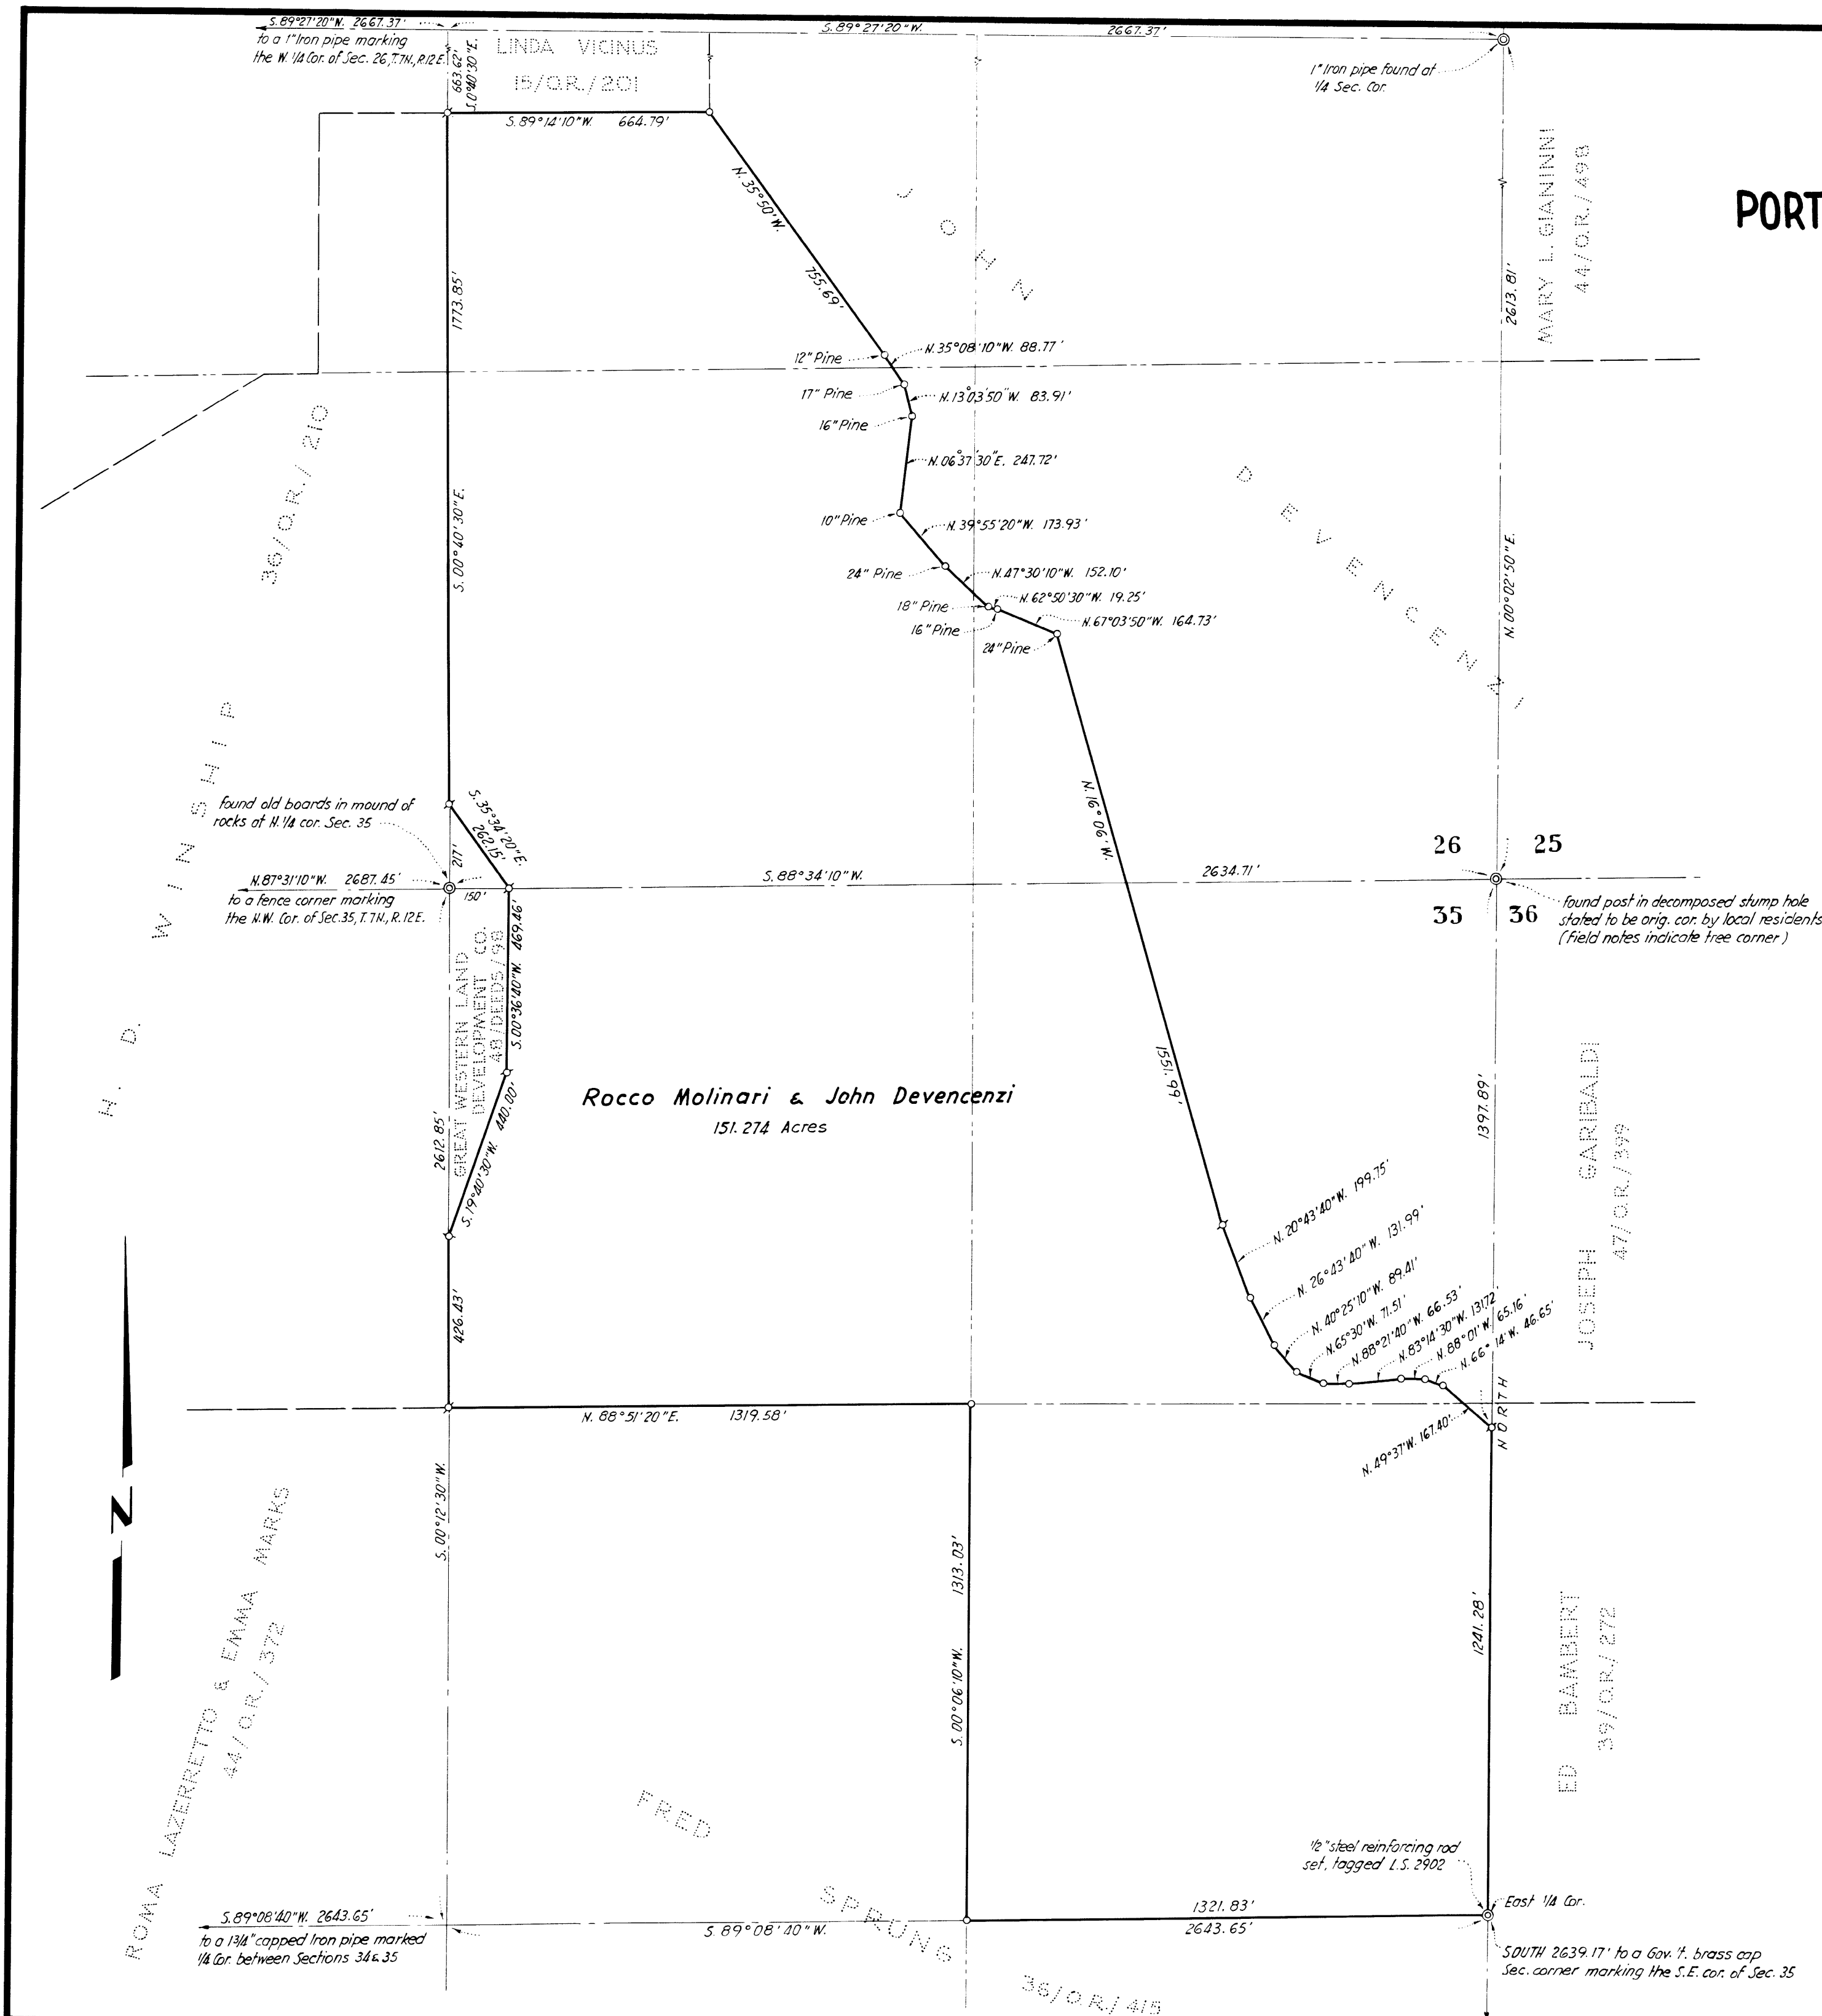 S.89°27'20"W. 2667.37'
to a 1" Iron pipe marking
the W. 1/4 Cor. of Sec. 26, T.7N., R.12E.
663.62'
S.0°40'30"E.
LINDA VICINUS
15/O.R./201
S.89°27'20"W. 2667.37'
1" Iron pipe found at
1/4 Sec. Cor.
S.89°14'10"W. 664.79'
MARY L. GIANINNI
44/O.R./498
PORT
N.35°50'W.
755.69'
JOHN
DEVENCENZI
1773.85'
S.00°40'30"E.
2613.81'
N.00°02'50"E.
12" Pine
N.35°08'10"W. 88.77'
17" Pine
N.13°03'50"W. 83.91'
16" Pine
N.06°37'30"E. 247.72'
10" Pine
N.39°55'20"W. 173.93'
24" Pine
N.47°30'10"W. 152.10'
18" Pine
N.62°50'30"W. 19.25'
16" Pine
N.67°03'50"W. 164.73'
24" Pine
36/O.R./210
H. D. WINSHIP
found old boards in mound of
rocks at N. 1/4 cor. Sec. 35
S.35°34'20"E.
262.15'
217'
150'
N.16°06'W.
1551.99'
N.87°31'10"W. 2687.45'
to a fence corner marking
the N.W. Cor. of Sec. 35, T.7N., R.12E.
S.88°34'10"W. 2634.71'
26 25
35 36
found post in decomposed stump hole
stated to be orig. cor. by local residents
(field notes indicate tree corner)
GREAT WESTERN LAND
DEVELOPMENT CO.
48/DEEDS/98
S.00°36'40"W. 469.46'
S.19°40'30"W. 440.00'
2612.85'
Rocco Molinari & John Devencenzi
151.274 Acres
1397.89'
JOSEPH GARIBALDI
47/O.R./399
N.20°43'40"W. 199.75'
N.26°43'40"W. 131.99'
N.40°25'10"W. 89.41'
N.65°30'W. 71.51'
N.88°21'40"W. 66.53'
N.83°14'30"W. 131.72'
N.88°01'W. 65.16'
N.66°14'W. 46.65'
N.49°37'W. 167.40'
NORTH
426.43'
N.88°51'20"E. 1319.58'
N
S.00°12'30"W.
S.00°06'10"W. 1313.03'
1241.28'
ED BAMBERT
39/O.R./272
ROMA LAZERRETO & EMMA MARKS
44/O.R./372
FRED SPRUNG
36/O.R./415
1/2" steel reinforcing rod
set, tagged L.S. 2902
S.89°08'40"W. 2643.65'
to a 1 3/4" capped Iron pipe marked
1/4 Cor. between Sections 34 & 35
S.89°08'40"W.
1321.83'
2643.65'
East 1/4 Cor.
SOUTH 2639.17' to a Gov.'t. brass cap
Sec. corner marking the S.E. cor. of Sec. 35